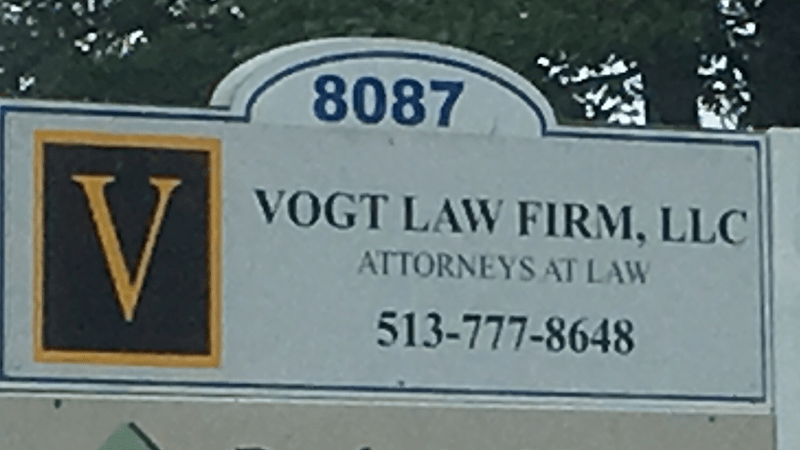 8087
V
VOGT LAW FIRM, LLC
ATTORNEYS AT LAW
513-777-8648